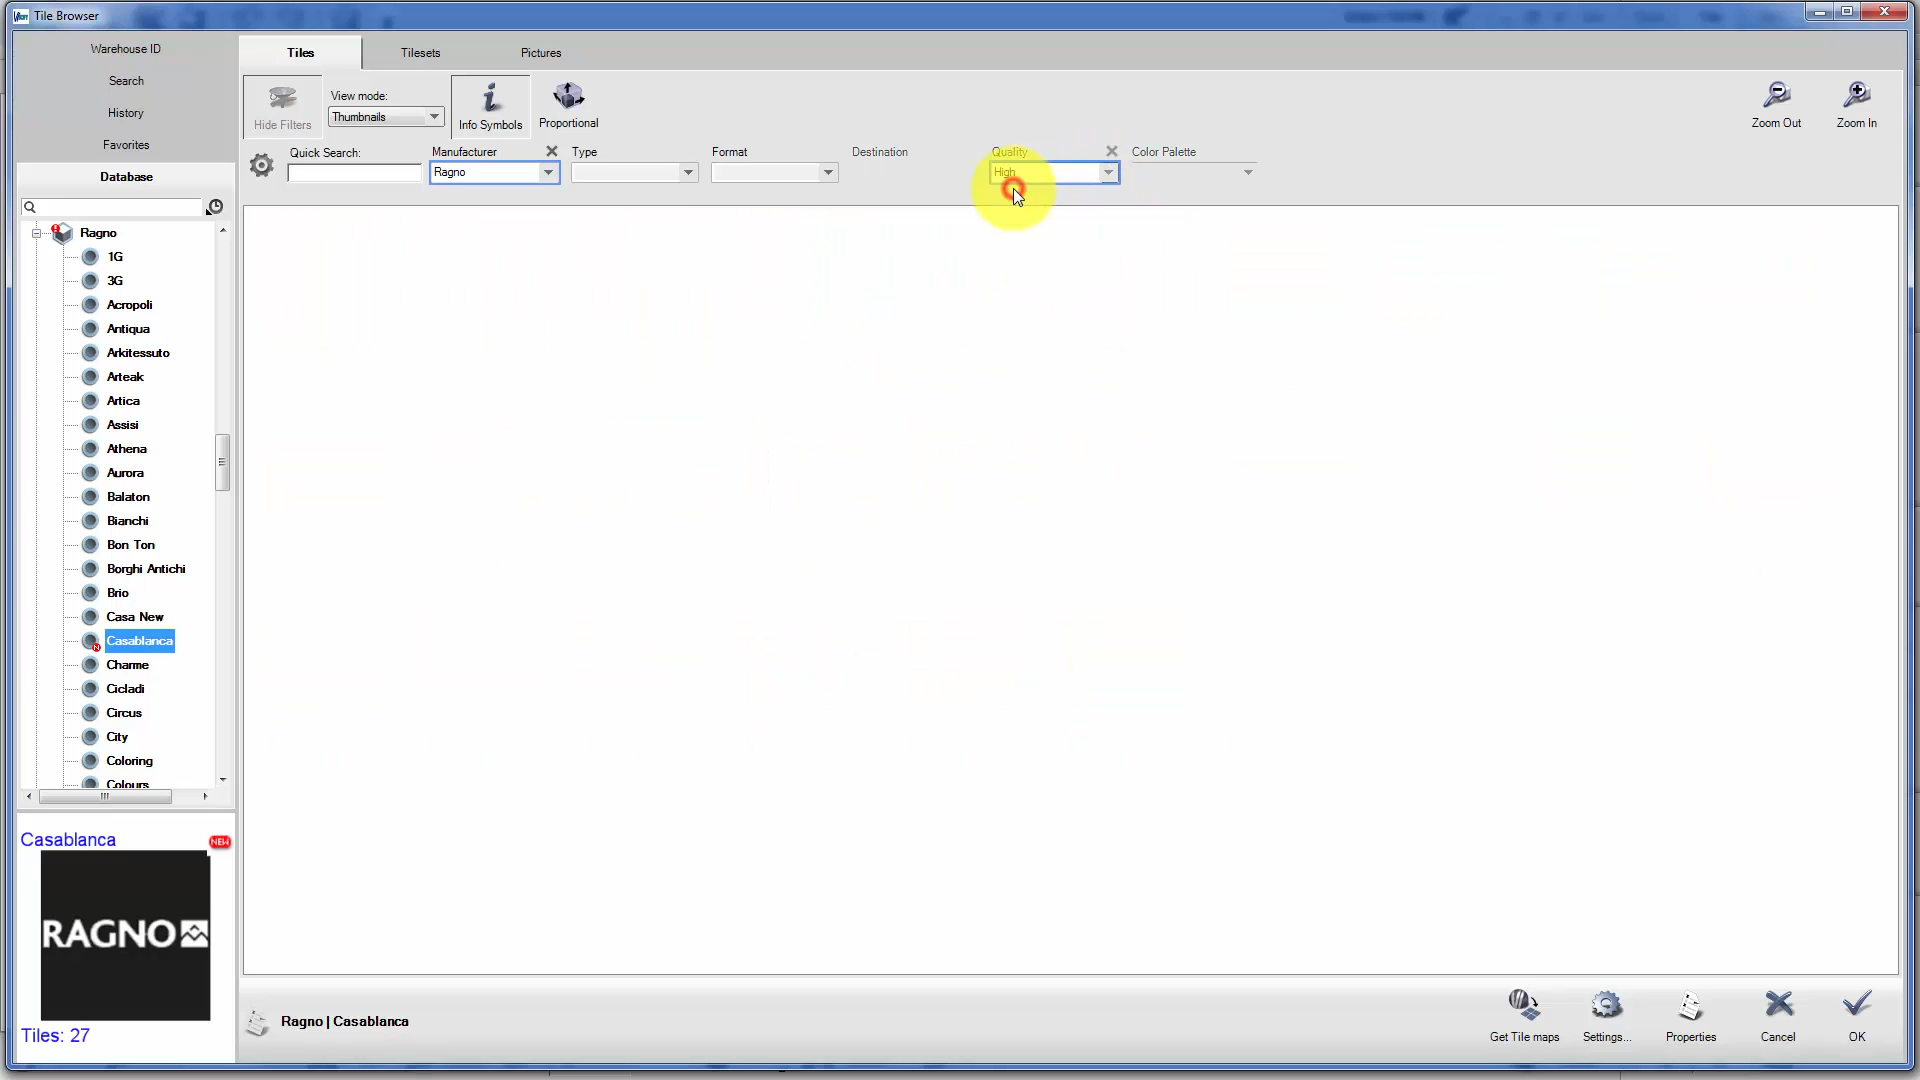 Tile Browser
Warehouse ID
Search
History
Favorites
Database
Tiles
Tilesets
Pictures
Hide Filters
View mode:
Thumbnails
Info Symbols
Proportional
Zoom Out
Zoom In
Quick Search:
Manufacturer
Ragno
Type
Format
Destination
Quality
High
Color Palette
Ragno
1G
3G
Acropoli
Antiqua
Arkitessuto
Arteak
Artica
Assisi
Athena
Aurora
Balaton
Bianchi
Bon Ton
Borghi Antichi
Brio
Casa New
Casablanca
Charme
Cicladi
Circus
City
Coloring
Colours
Casablanca
NEW
RAGNO
Tiles: 27
Ragno | Casablanca
Get Tile maps
Settings...
Properties
Cancel
OK